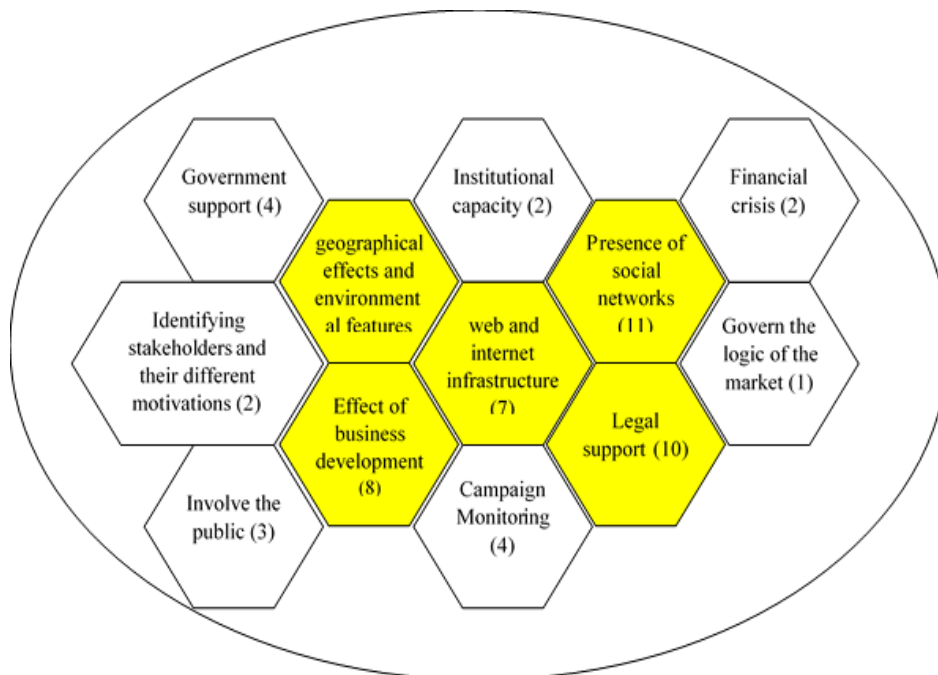 Government
support (4)
Institutional
capacity (2)
Financial
crisis (2)
geographical
effects and
environment
al features
Presence of
social
networks
(11)
Identifying
stakeholders and
their different
motivations (2)
web and
internet
infrastructure
(7)
Govern the
logic of the
market (1)
Effect of
business
development
(8)
Legal
support (10)
Involve the
public (3)
Campaign
Monitoring
(4)